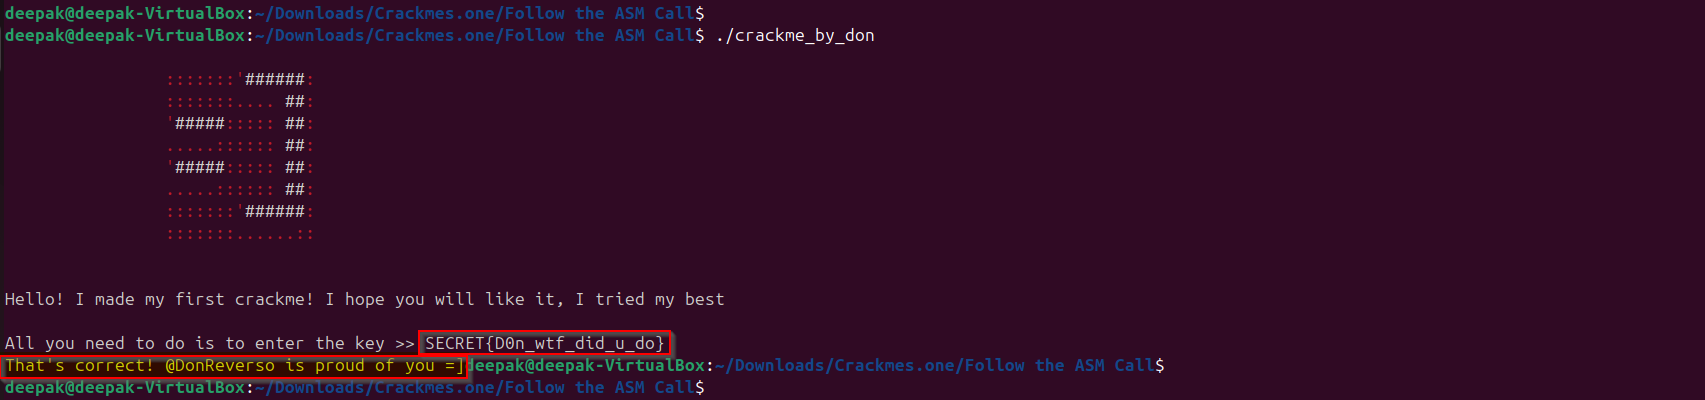 deepak@deepak-VirtualBox:~/Downloads/Crackmes.one/Follow the ASM Call$
deepak@deepak-VirtualBox:~/Downloads/Crackmes.one/Follow the ASM Call$ ./crackme_by_don
:::::::'######:
:::::::.... ##:
'#####::::: ##:
.....:::::: ##:
'#####::::: ##:
.....:::::: ##:
:::::::'######:
:::::::......::
Hello! I made my first crackme! I hope you will like it, I tried my best
All you need to do is to enter the key >> SECRET{D0n_wtf_did_u_do}
That's correct! @DonReverso is proud of you =]deepak@deepak-VirtualBox:~/Downloads/Crackmes.one/Follow the ASM Call$
deepak@deepak-VirtualBox:~/Downloads/Crackmes.one/Follow the ASM Call$